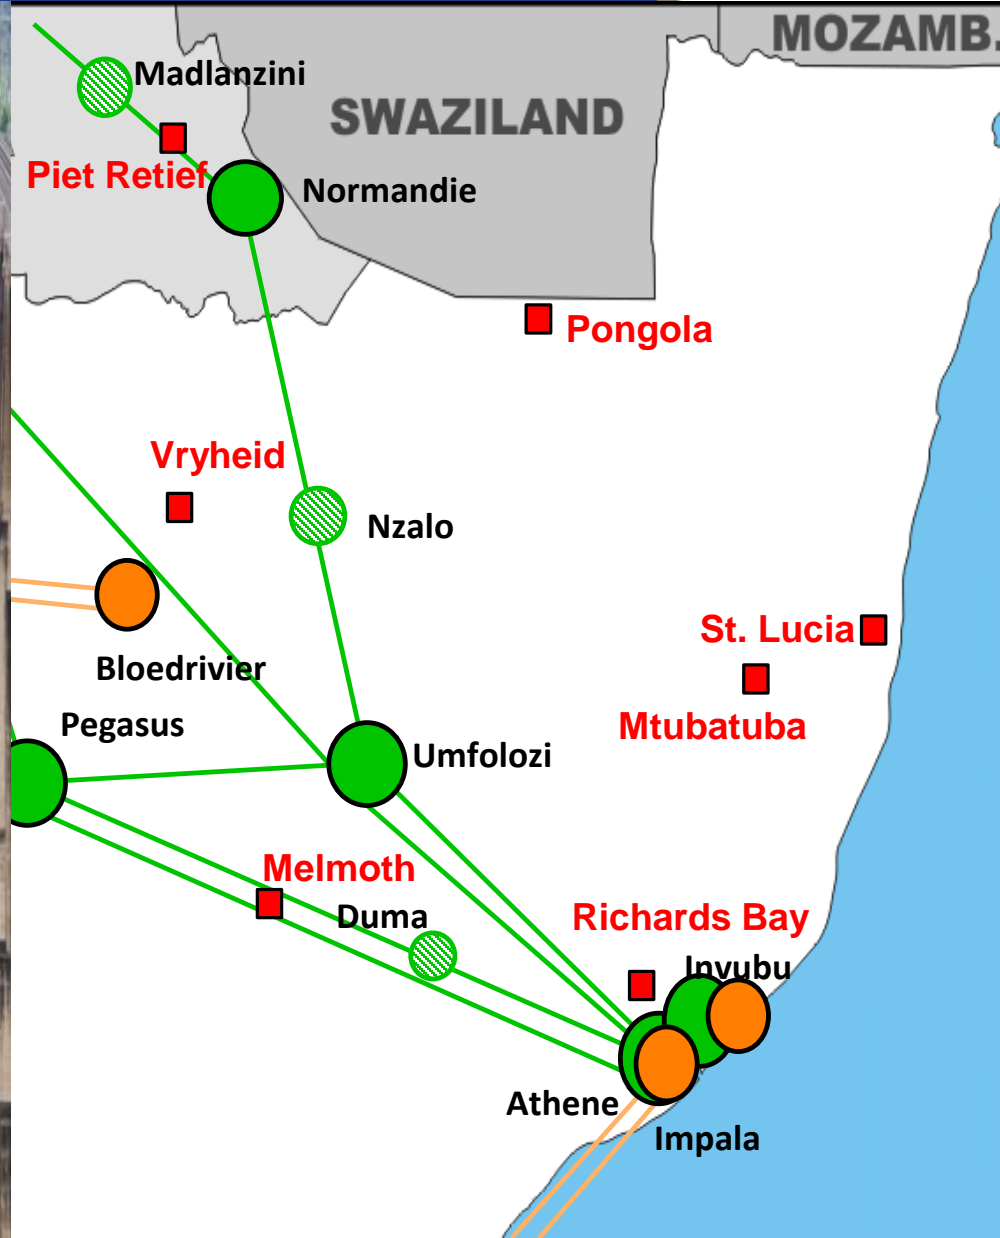 MOZAMB.
Madlanzini
SWAZILAND
Piet Retief
Normandie
Pongola
Vryheid
Nzalo
St. Lucia
Bloedrivier
Mtubatuba
Pegasus
Umfolozi
Melmoth
Duma
Richards Bay
Invubu
Athene
Impala